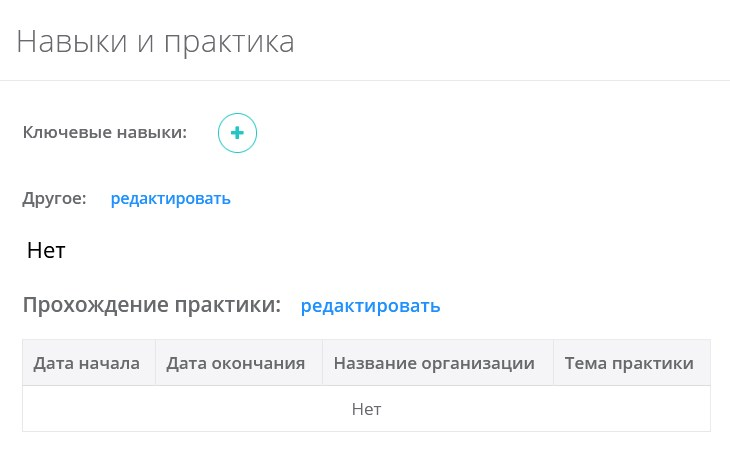 Навыки и практика
Ключевые навыки:
Другое: редактировать
Нет
Прохождение практики: редактировать
Дата начала Дата окончания Название организации Тема практики
Нет